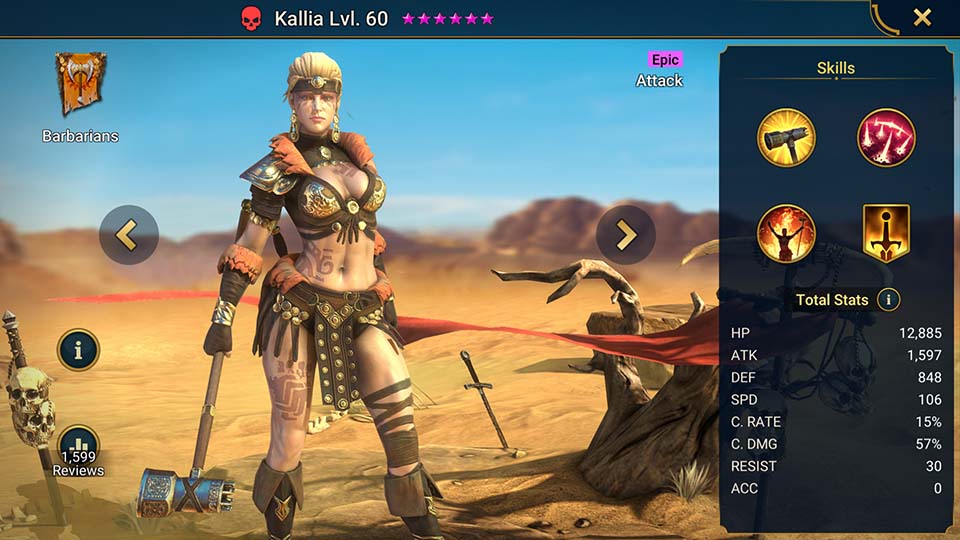 Kallia Lvl. 60
Barbarians
Epic
Attack
Skills
Total Stats i
HP 12,885
ATK 1,597
DEF 848
SPD 106
C. RATE 15%
C. DMG 57%
RESIST 30
ACC 0
i
1,599
Reviews